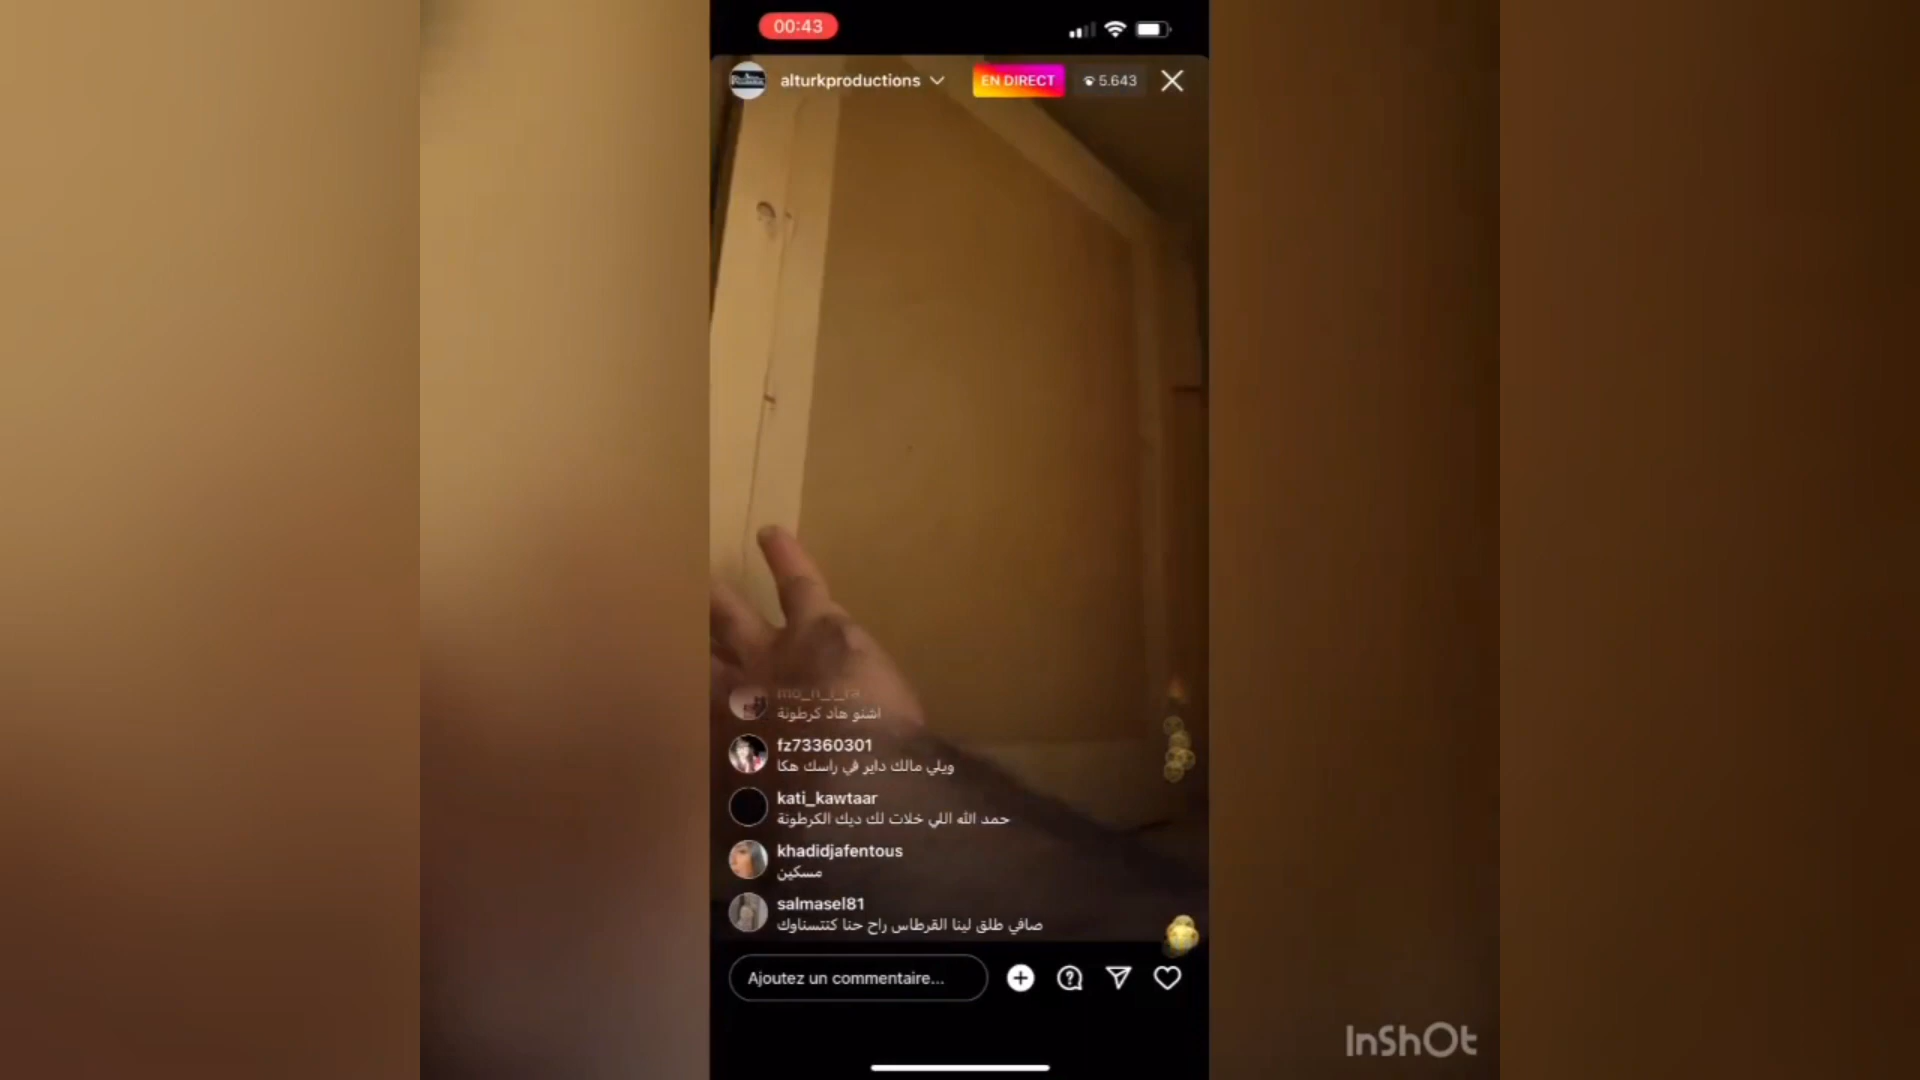 00:43
alturkproductions
EN DIRECT
5.643
mo_n_i_ra
اشنو هاد كرطونة
fz73360301
ويلي مالك داير في راسك هكا
kati_kawtaar
حمد الله اللي خلات لك ديك الكرطونة
khadidjafentous
مسكين
salmasel81
صافي طلق لينا القرطاس راح حنا كنتسناوك
Ajoutez un commentaire...
InShOt